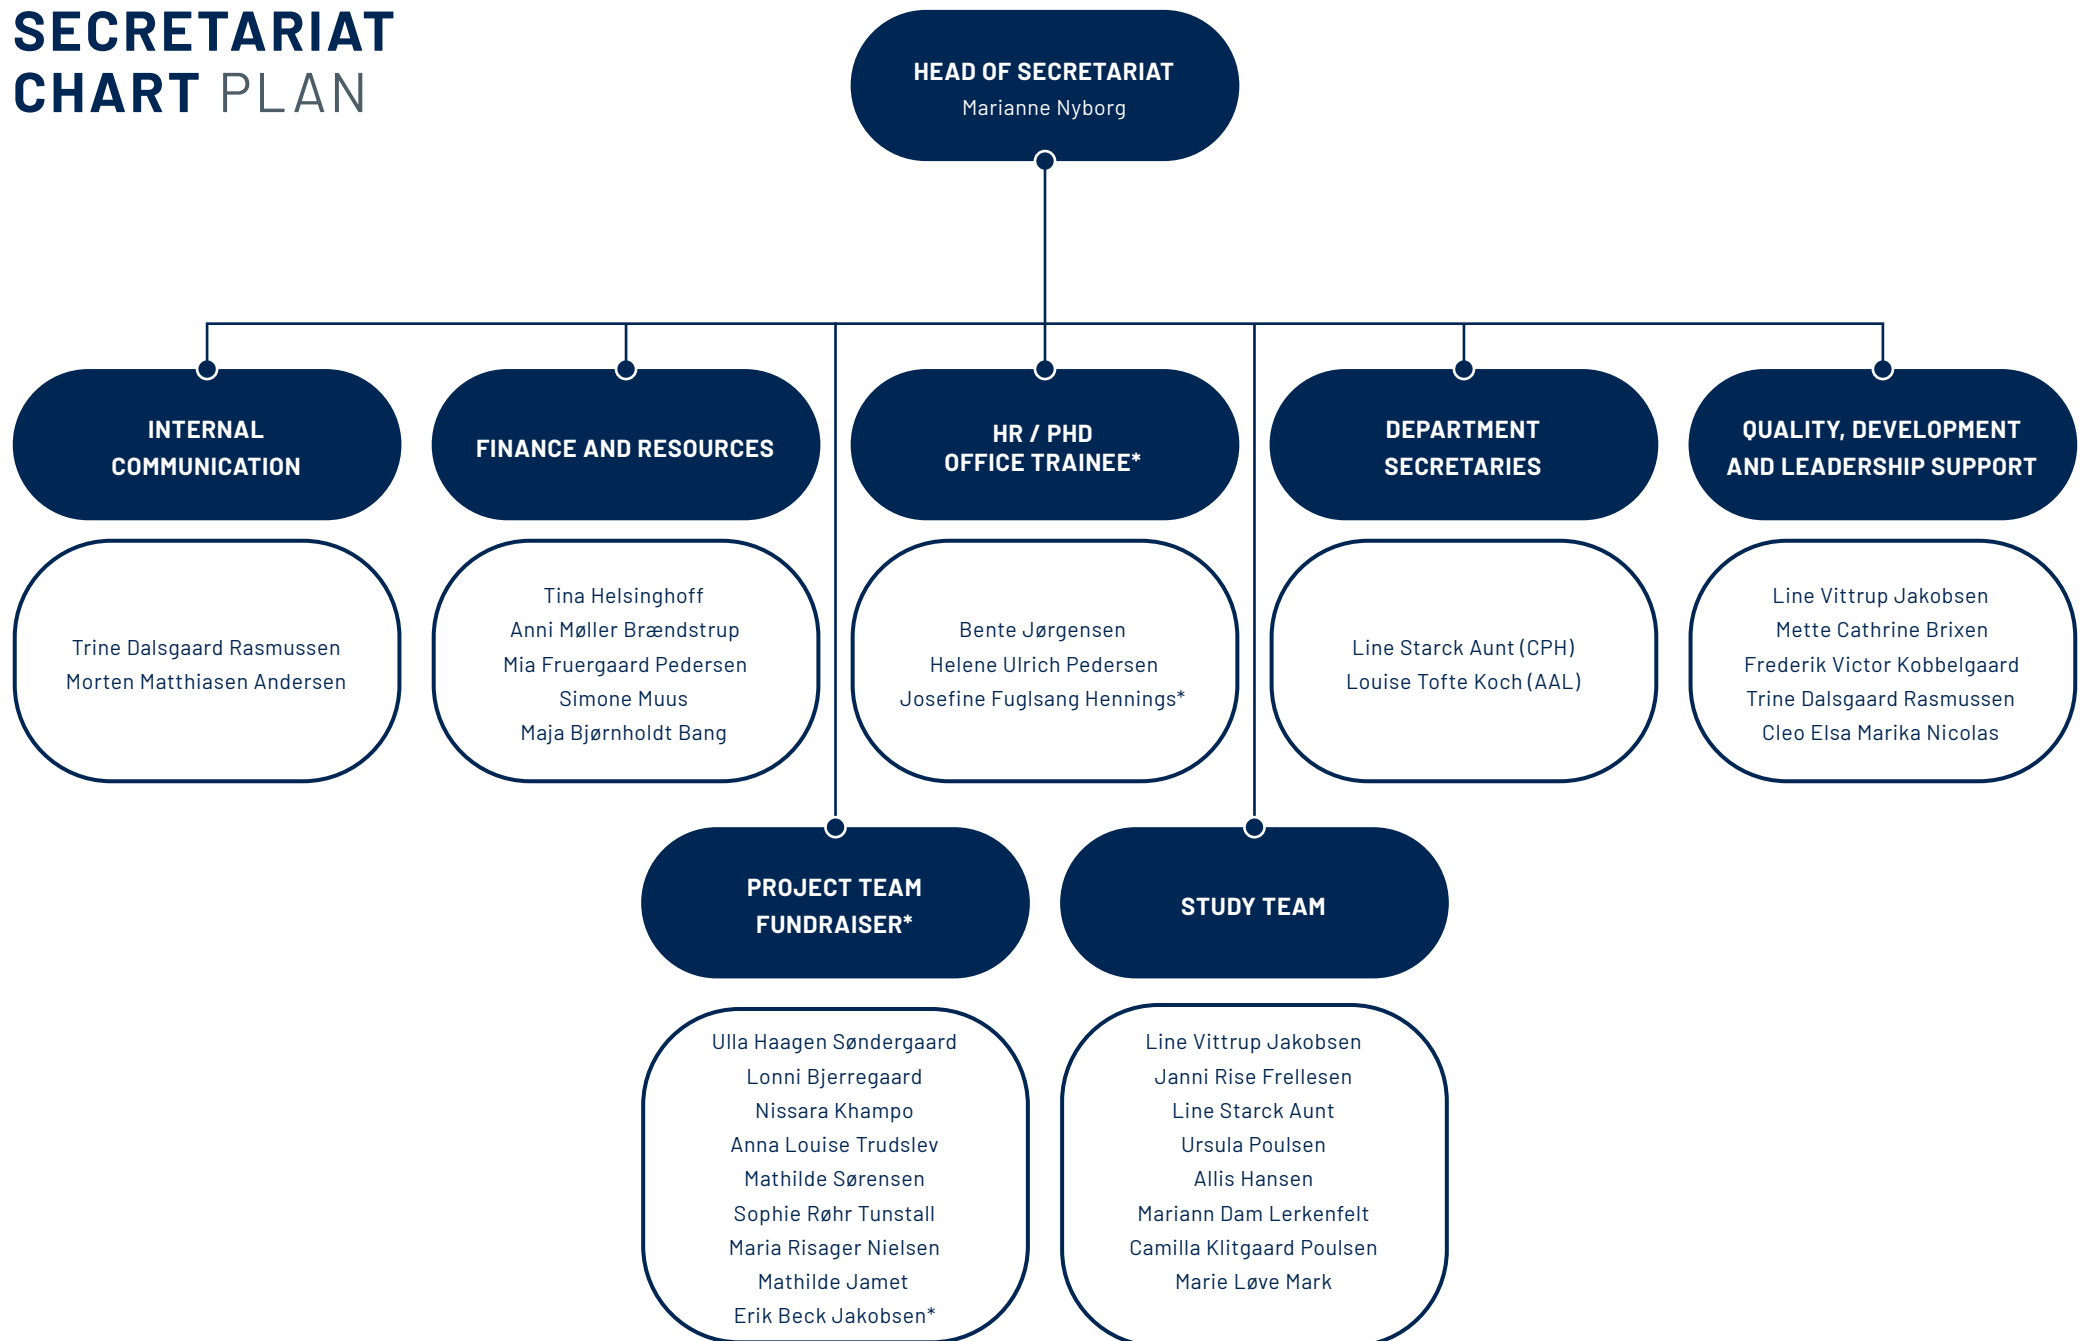 SECRETARIAT
CHART PLAN
HEAD OF SECRETARIAT
Marianne Nyborg
INTERNAL
COMMUNICATION
Trine Dalsgaard Rasmussen
Morten Matthiasen Andersen
FINANCE AND RESOURCES
Tina Helsinghoff
Anni Møller Brændstrup
Mia Fruergaard Pedersen
Simone Muus
Maja Bjørnholdt Bang
HR / PHD
OFFICE TRAINEE*
Bente Jørgensen
Helene Ulrich Pedersen
Josefine Fuglsang Hennings*
DEPARTMENT
SECRETARIES
Line Starck Aunt (CPH)
Louise Tofte Koch (AAL)
QUALITY, DEVELOPMENT
AND LEADERSHIP SUPPORT
Line Vittrup Jakobsen
Mette Cathrine Brixen
Frederik Victor Kobbelgaard
Trine Dalsgaard Rasmussen
Cleo Elsa Marika Nicolas
PROJECT TEAM
FUNDRAISER*
Ulla Haagen Søndergaard
Lonni Bjerregaard
Nissara Khampo
Anna Louise Trudslev
Mathilde Sørensen
Sophie Røhr Tunstall
Maria Risager Nielsen
Mathilde Jamet
Erik Beck Jakobsen*
STUDY TEAM
Line Vittrup Jakobsen
Janni Rise Frellesen
Line Starck Aunt
Ursula Poulsen
Allis Hansen
Mariann Dam Lerkenfelt
Camilla Klitgaard Poulsen
Marie Løve Mark